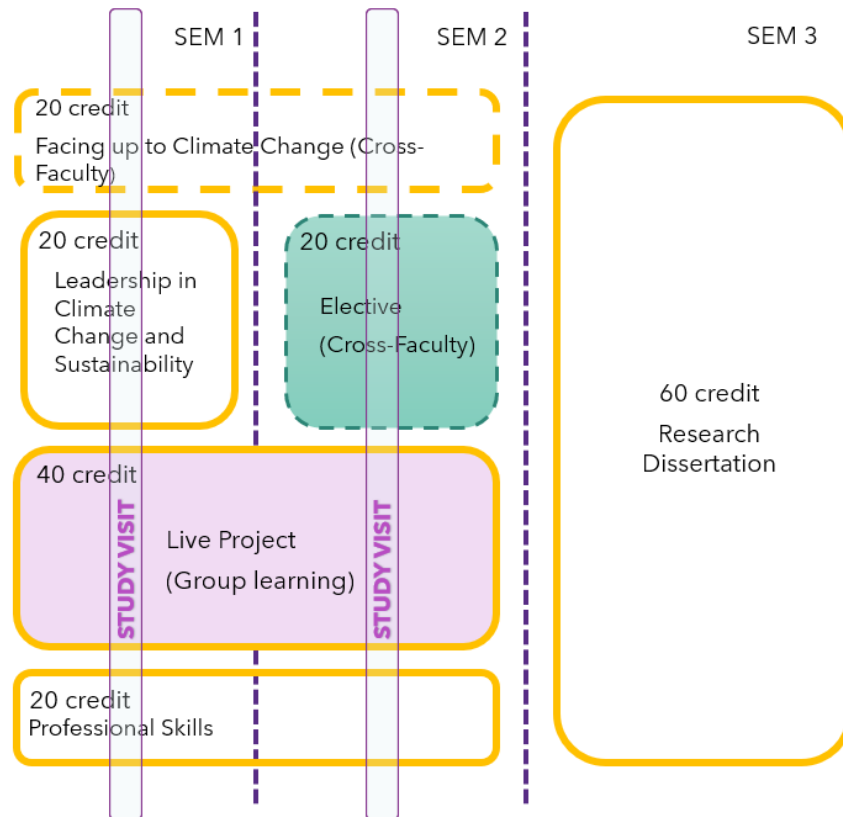 SEM 1
SEM 2
SEM 3
20 credit
Facing up to Climate Change (Cross-
Faculty)
20 credit
Leadership in
Climate
Change and
Sustainability
20 credit
Elective
(Cross-Faculty)
40 credit
Live Project
(Group learning)
STUDY VISIT
STUDY VISIT
20 credit
Professional Skills
60 credit
Research
Dissertation